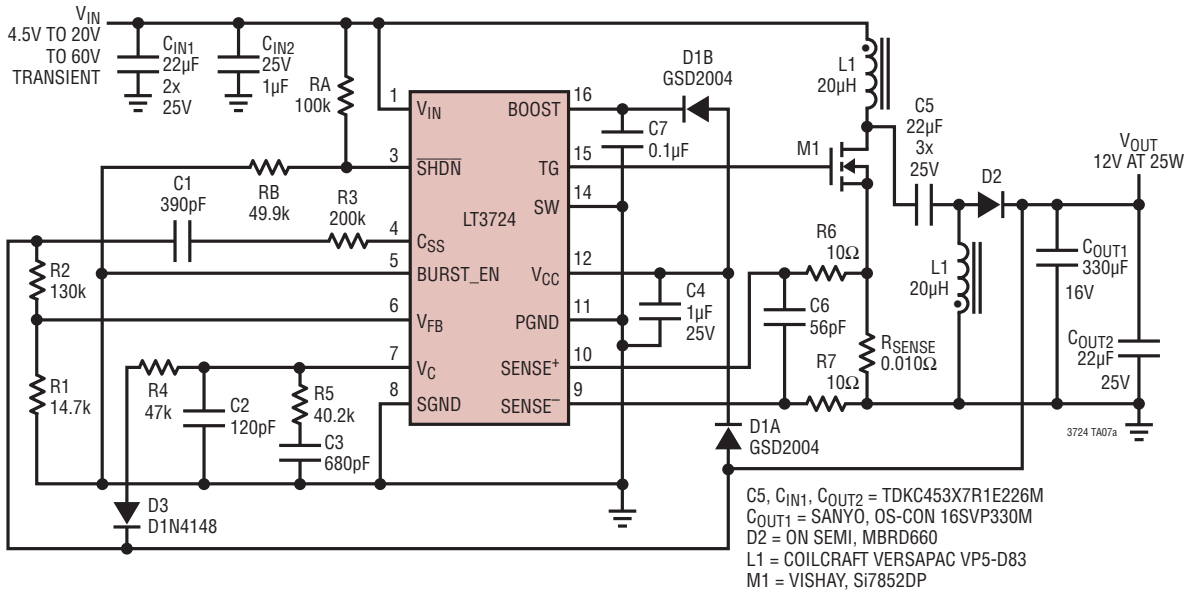 VIN
4.5V TO 20V
TO 60V
TRANSIENT
CIN1
22µF
2x
25V
CIN2
25V
1µF
RA
100k
1
VIN
3
SHDN
RB
49.9k
C1
390pF
R3
200k
4
CSS
5
BURST_EN
R2
130k
6
VFB
7
VC
R4
47k
8
SGND
R1
14.7k
C2
120pF
R5
40.2k
C3
680pF
D3
D1N4148
LT3724
16
BOOST
15
TG
14
SW
12
VCC
11
PGND
10
SENSE+
9
SENSE–
D1B
GSD2004
C7
0.1µF
C4
1µF
25V
D1A
GSD2004
M1
L1
20µH
C5
22µF
3x
25V
D2
VOUT
12V AT 25W
R6
10Ω
C6
56pF
R7
10Ω
RSENSE
0.010Ω
L1
20µH
COUT1
330µF
16V
COUT2
22µF
25V
3724 TA07a
C5, CIN1, COUT2 = TDKC453X7R1E226M
COUT1 = SANYO, OS-CON 16SVP330M
D2 = ON SEMI, MBRD660
L1 = COILCRAFT VERSAPAC VP5-D83
M1 = VISHAY, Si7852DP